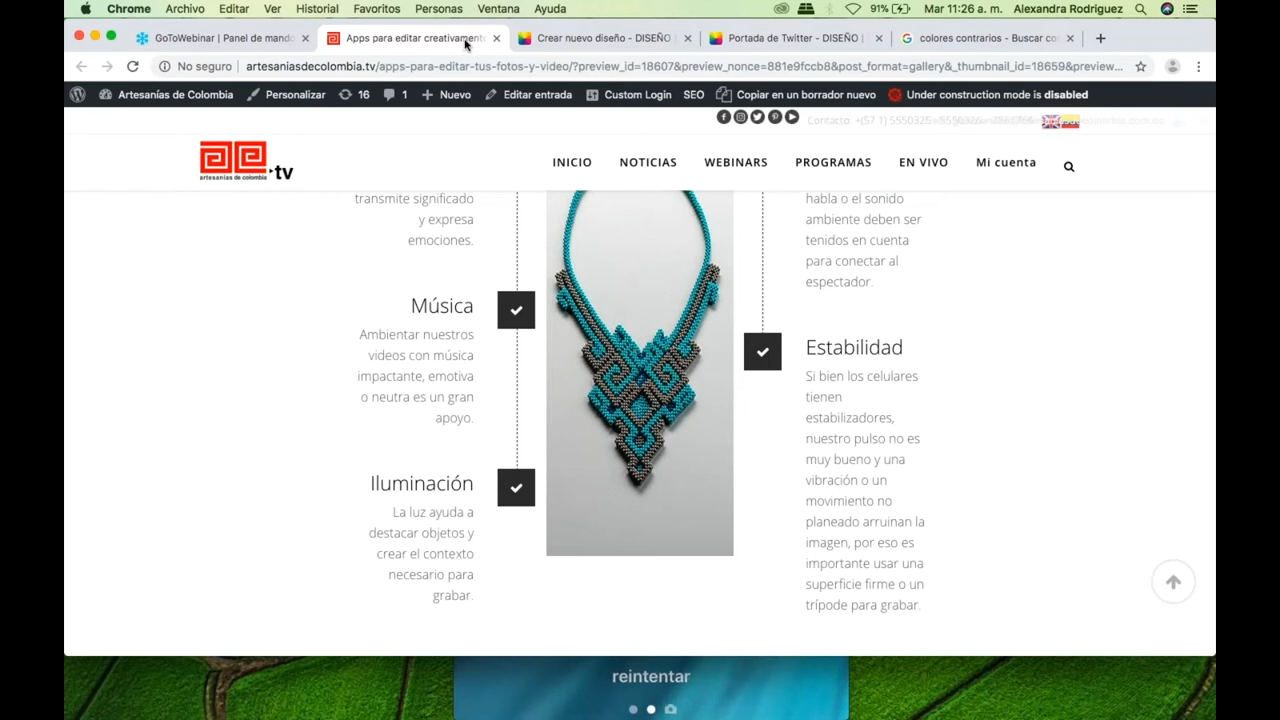 Chrome Archivo Editar Ver Historial Favoritos Personas Ventana Ayuda 91% Mar 11:26 a. m. Alexandra Rodriguez
GoToWebinar | Panel de mando Apps para editar creativament Crear nuevo diseño - DISEÑO Portada de Twitter - DISEÑO | colores contrarios - Buscar co
No seguro | artesaniasdecolombia.tv/apps-para-editar-tus-fotos-y-video/?preview_id=18607&preview_nonce=881e9fccb8&post_format=gallery&_thumbnail_id=18659&preview...
Artesanías de Colombia Personalizar 16 1 Nuevo Editar entrada Custom Login SEO Copiar en un borrador nuevo Under construction mode is disabled
Contacto: +(57 1) 5550325
artesanías de colombia tv
INICIO NOTICIAS WEBINARS PROGRAMAS EN VIVO Mi cuenta
transmite significado
y expresa
emociones.
Música
Ambientar nuestros
videos con música
impactante, emotiva
o neutra es un gran
apoyo.
Iluminación
La luz ayuda a
destacar objetos y
crear el contexto
necesario para
grabar.
habla o el sonido
ambiente deben ser
tenidos en cuenta
para conectar al
espectador.
Estabilidad
Si bien los celulares
tienen
estabilizadores,
nuestro pulso no es
muy bueno y una
vibración o un
movimiento no
planeado arruinan la
imagen, por eso es
importante usar una
superficie firme o un
trípode para grabar.
reintentar